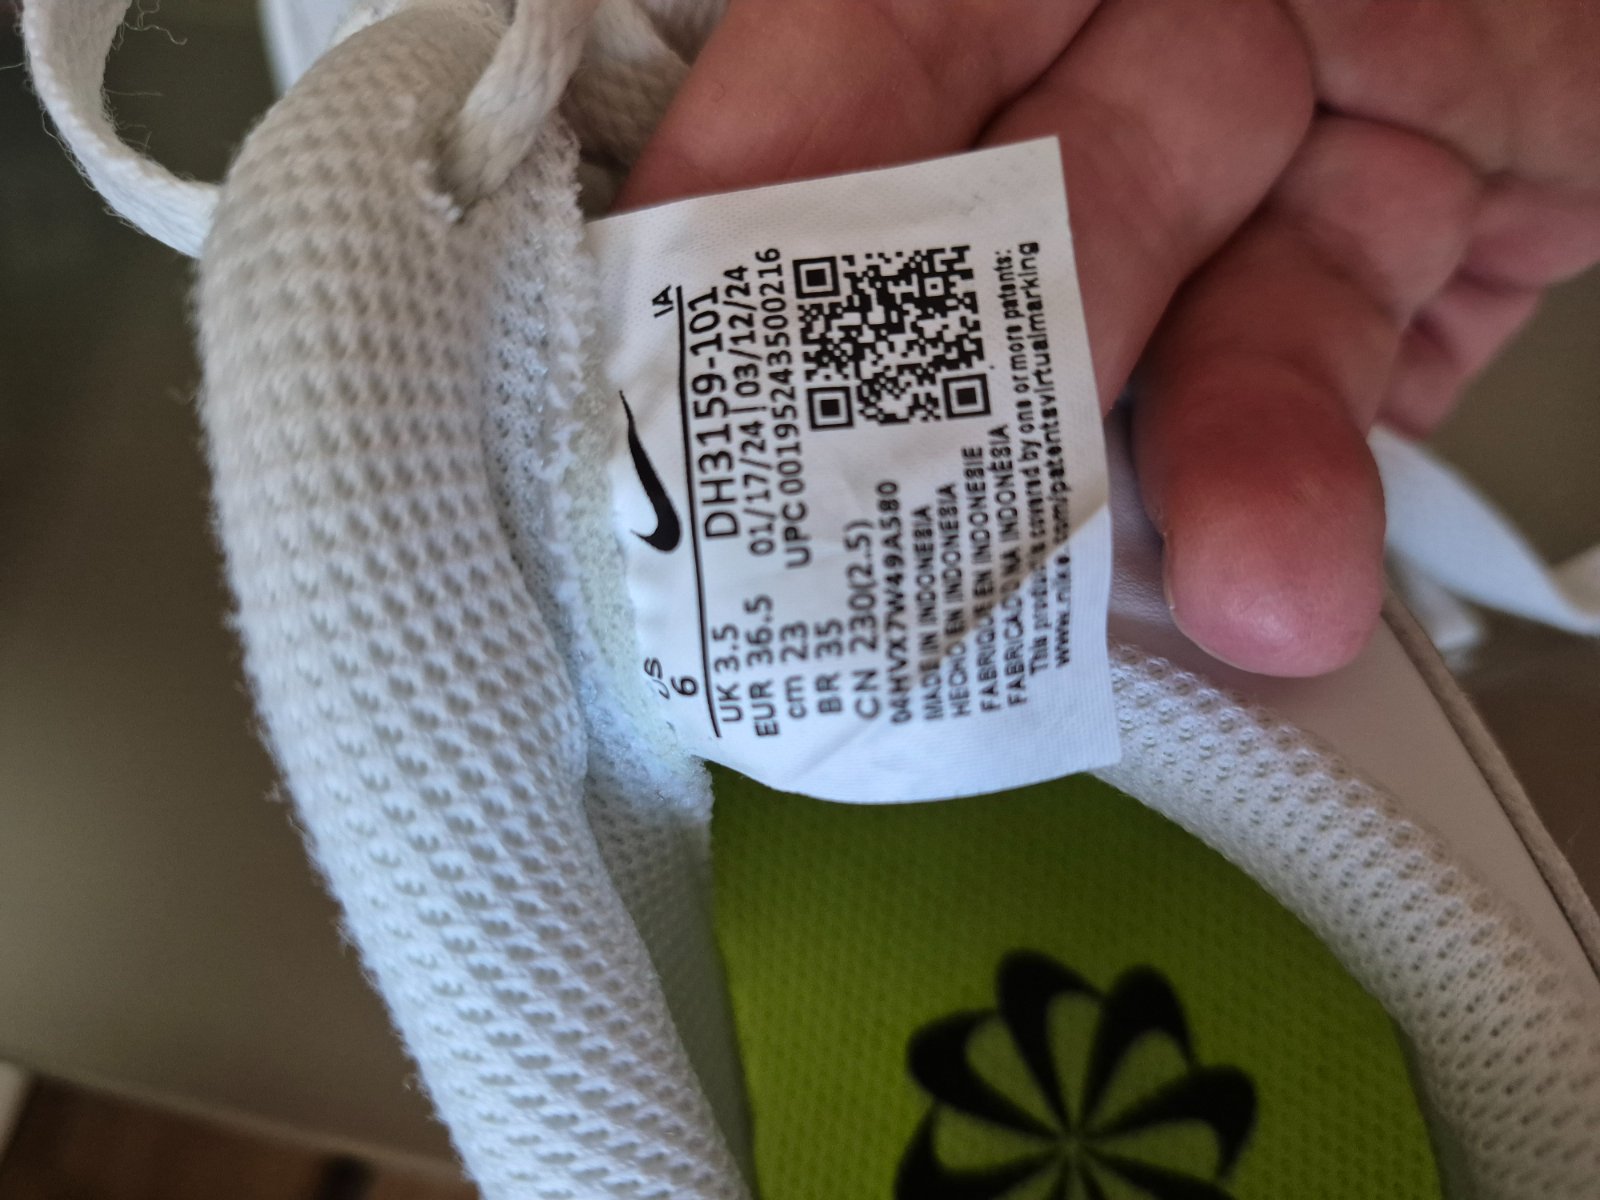 US
6
IA
UK 3.5 DH3159-101
EUR 36.5 01/17/24 | 03/12/24
cm 23 UPC 00195243500216
BR 35
CN 230(2.5)
04HVX7W49A580
MADE IN INDONESIA
HECHO EN INDONESIA
FABRIQUE EN INDONESIE
FABRICADO NA INDONÉSIA
This product is covered by one or more patents:
www.nike.com/patentsvirtualmarking